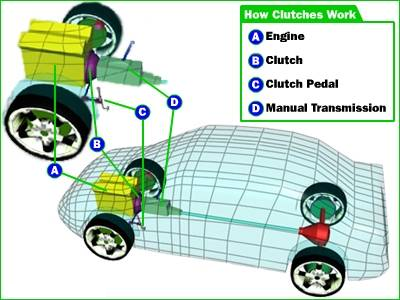 How Clutches Work
A Engine
B Clutch
C Clutch Pedal
D Manual Transmission
C
D
B
A